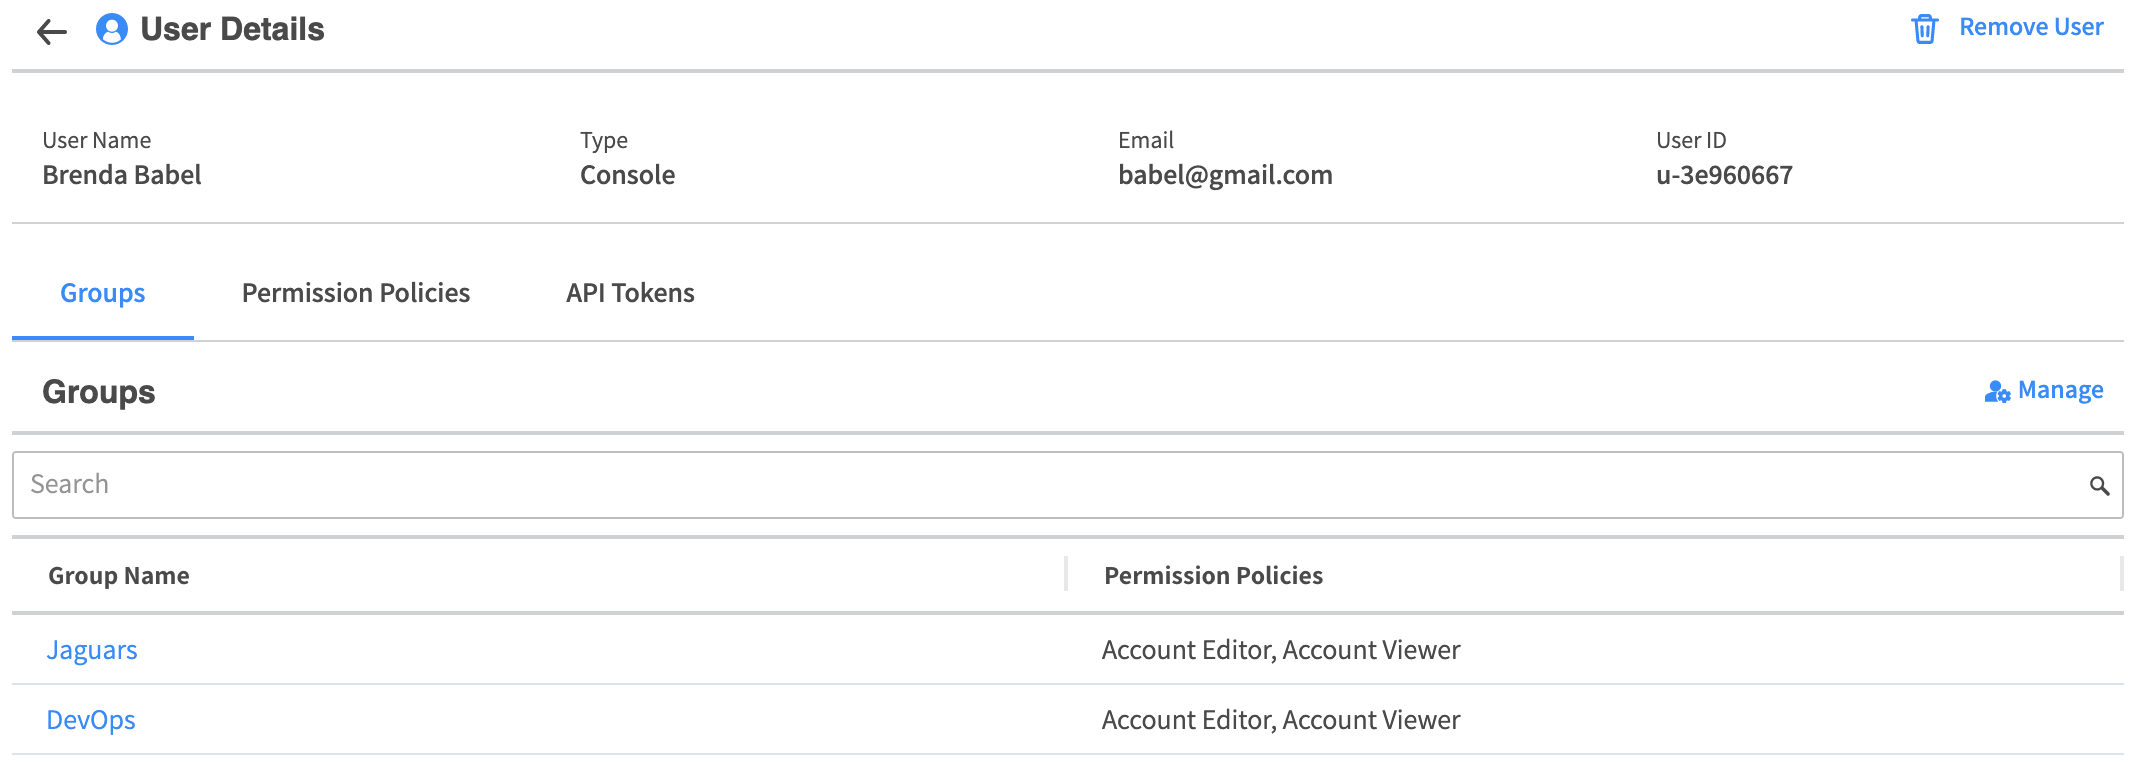 User Details
Remove User
User Name
Brenda Babel
Type
Console
Email
babel@gmail.com
User ID
u-3e960667
Groups
Permission Policies
API Tokens
Groups
Manage
Search
Group Name
Permission Policies
Jaguars
Account Editor, Account Viewer
DevOps
Account Editor, Account Viewer